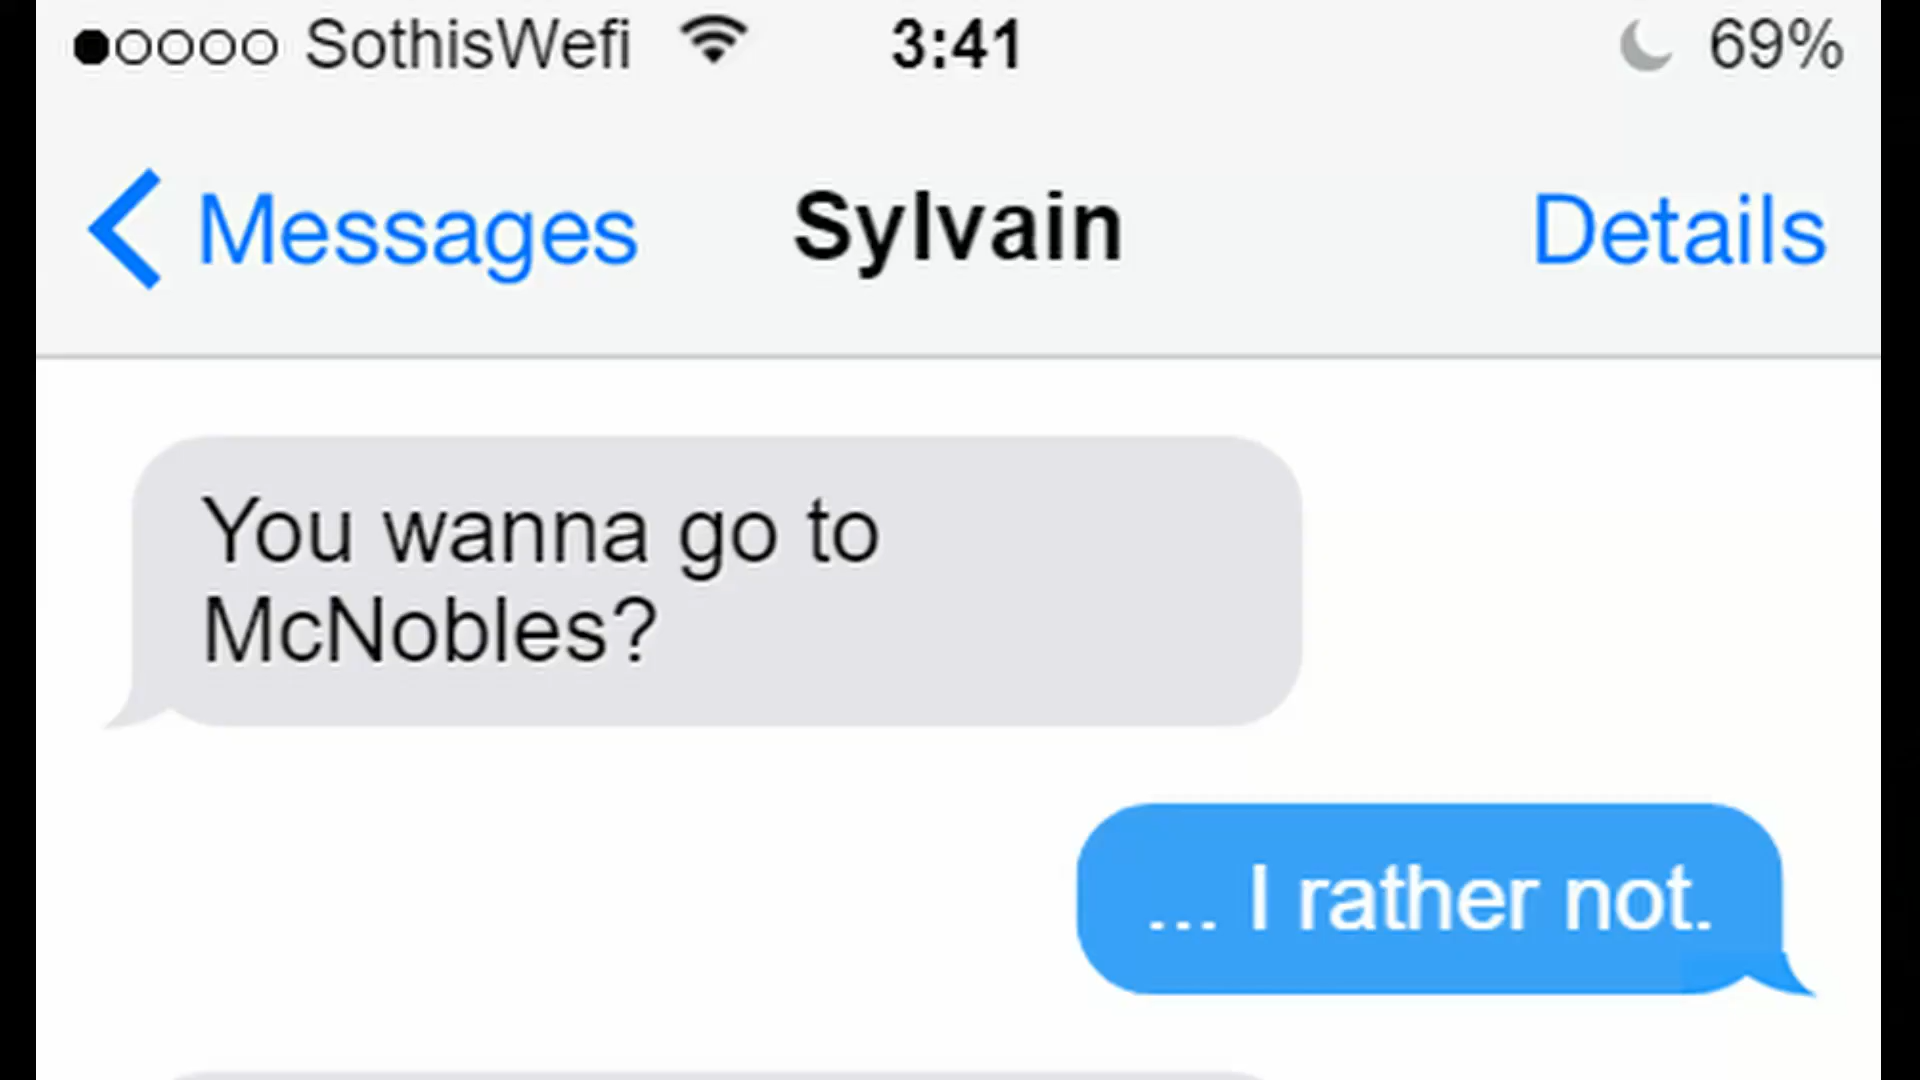 SothisWefi 3:41 69%
Messages Sylvain Details
You wanna go to
McNobles?
... I rather not.